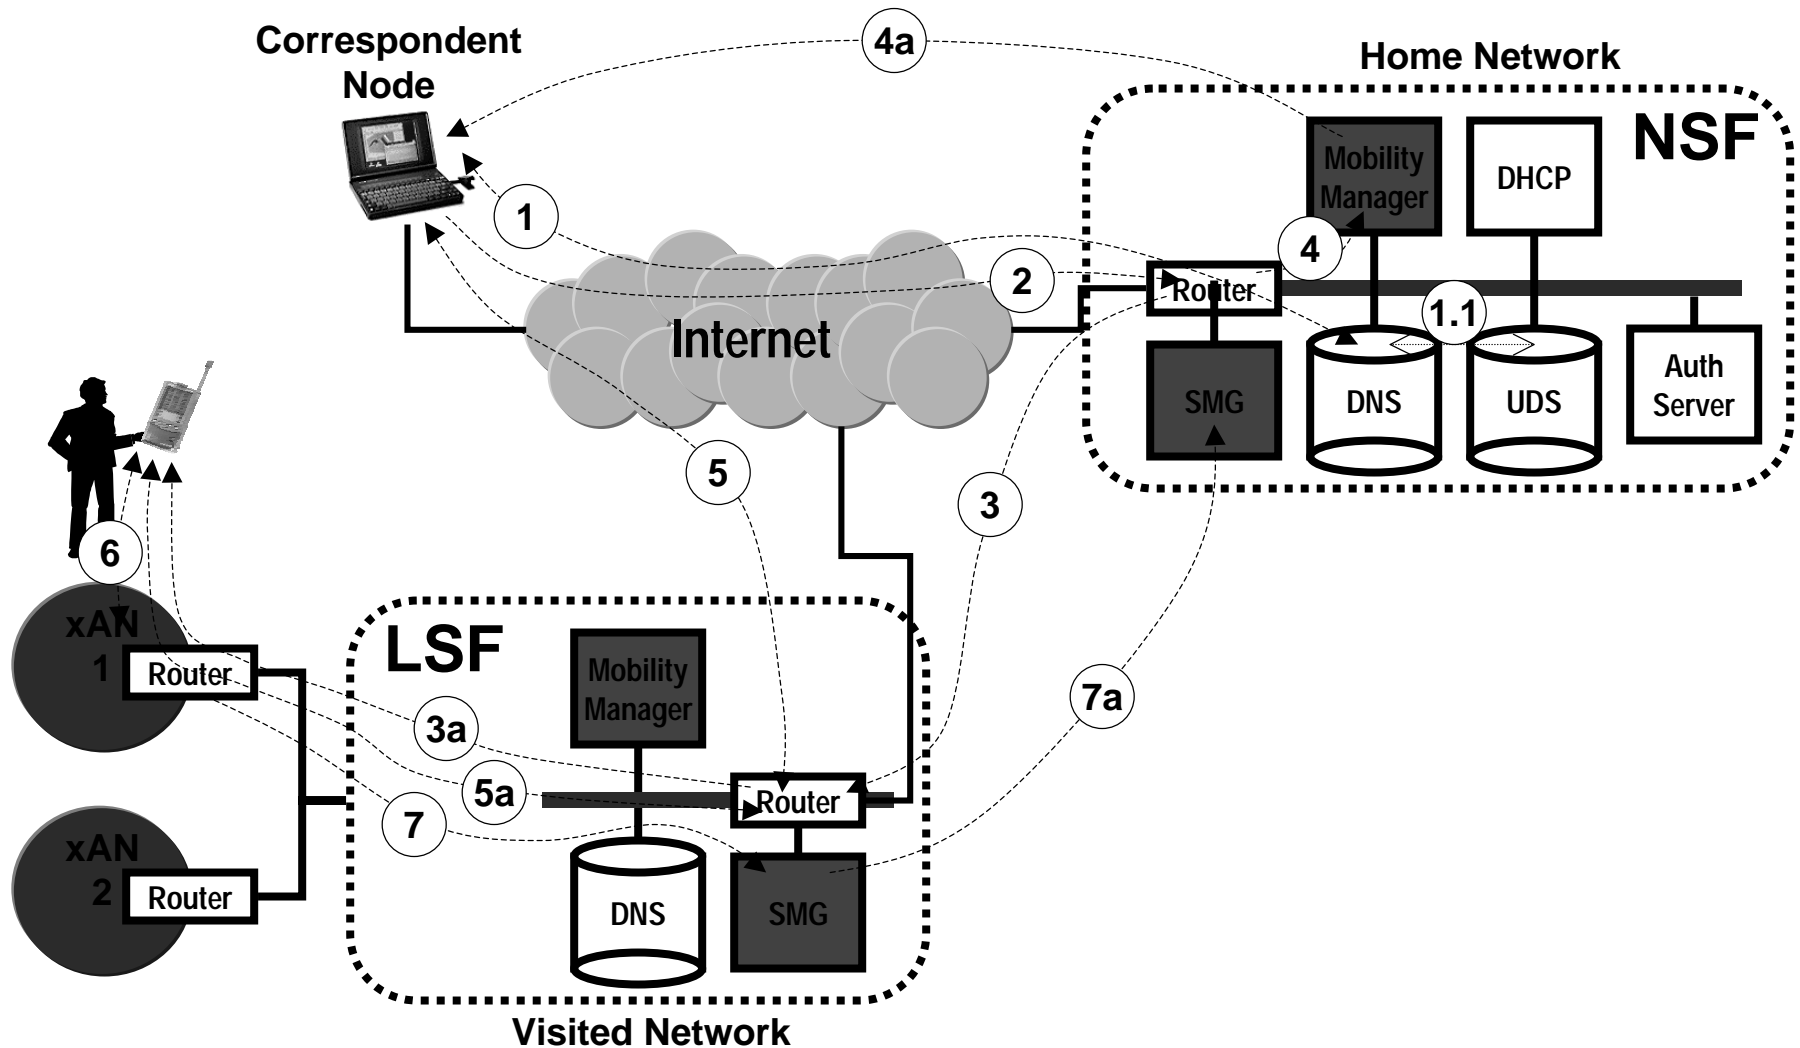 4a
Correspondent
Node
Home Network
NSF
Mobility
Manager
DHCP
1
4
2
Router
1.1
Internet
SMG
DNS
UDS
Auth
Server
5
3
6
xAN
1
Router
LSF
Mobility
Manager
7a
3a
5a
Router
7
xAN
2
Router
DNS
SMG
Visited Network